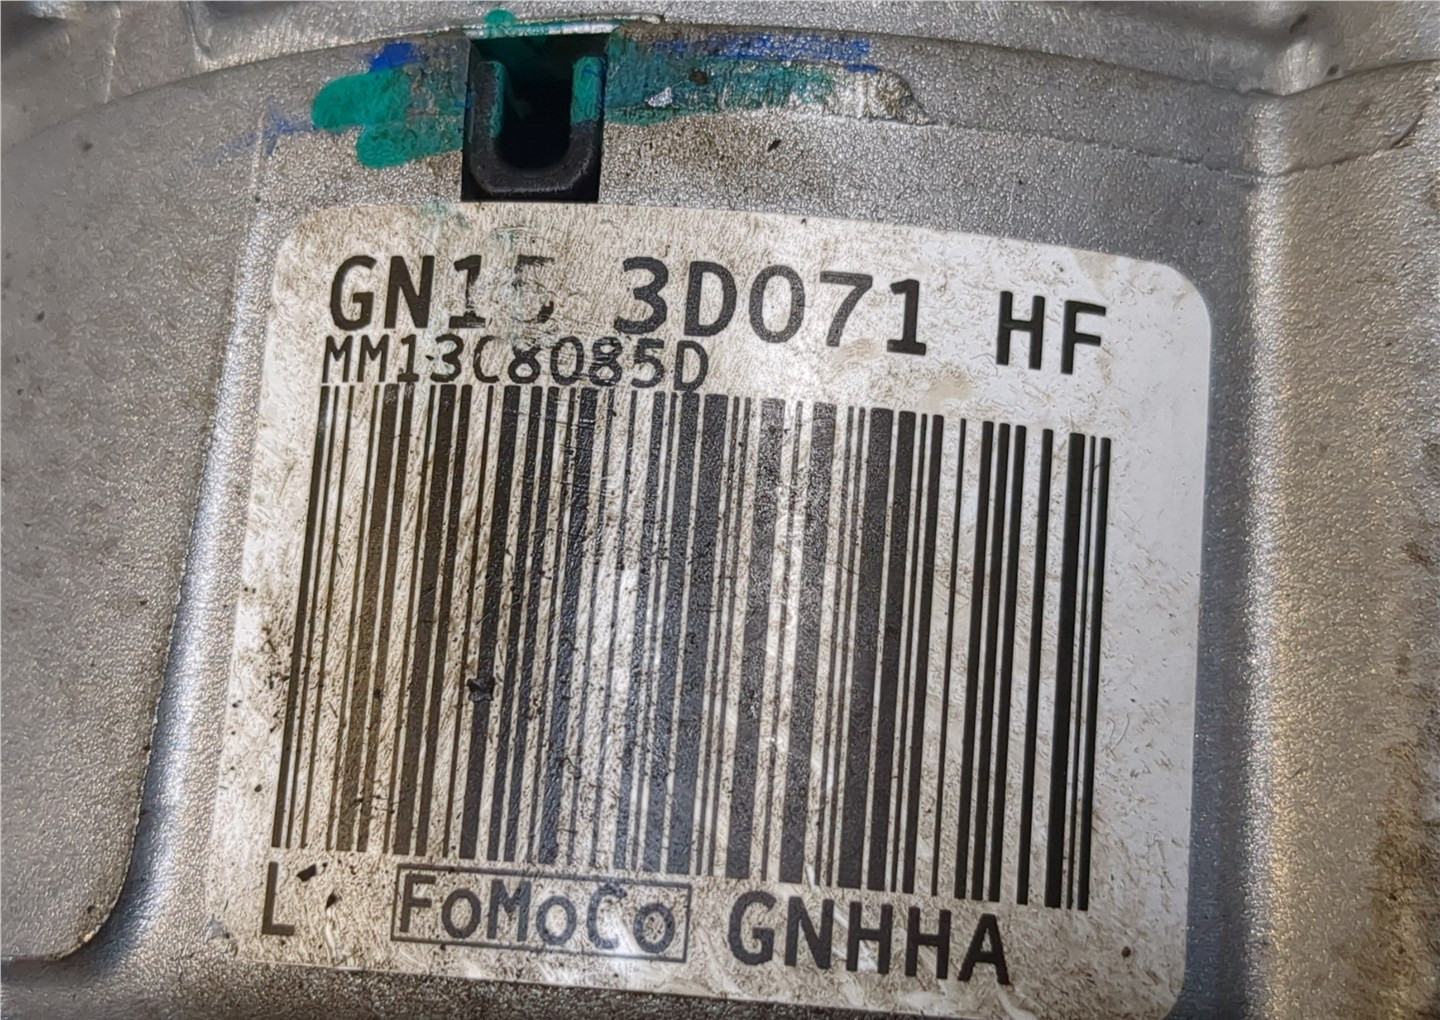 GN15 3D071 HF
MM13C8085D
L FoMoCo GNHHA